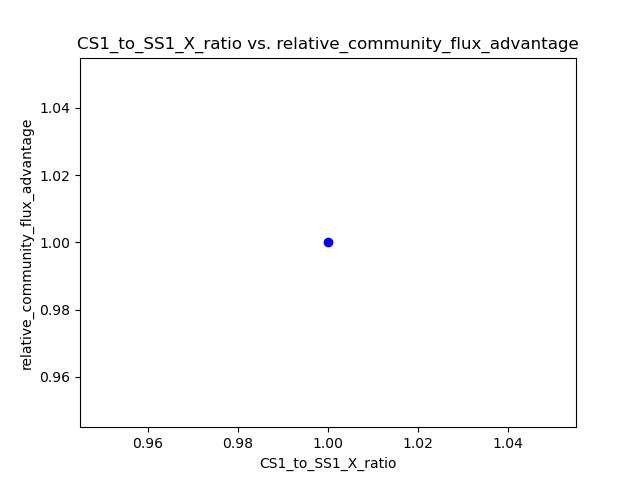 CS1_to_SS1_X_ratio vs. relative_community_flux_advantage
relative_community_flux_advantage
1.04
1.02
1.00
0.98
0.96
0.96 0.98 1.00 1.02 1.04
CS1_to_SS1_X_ratio